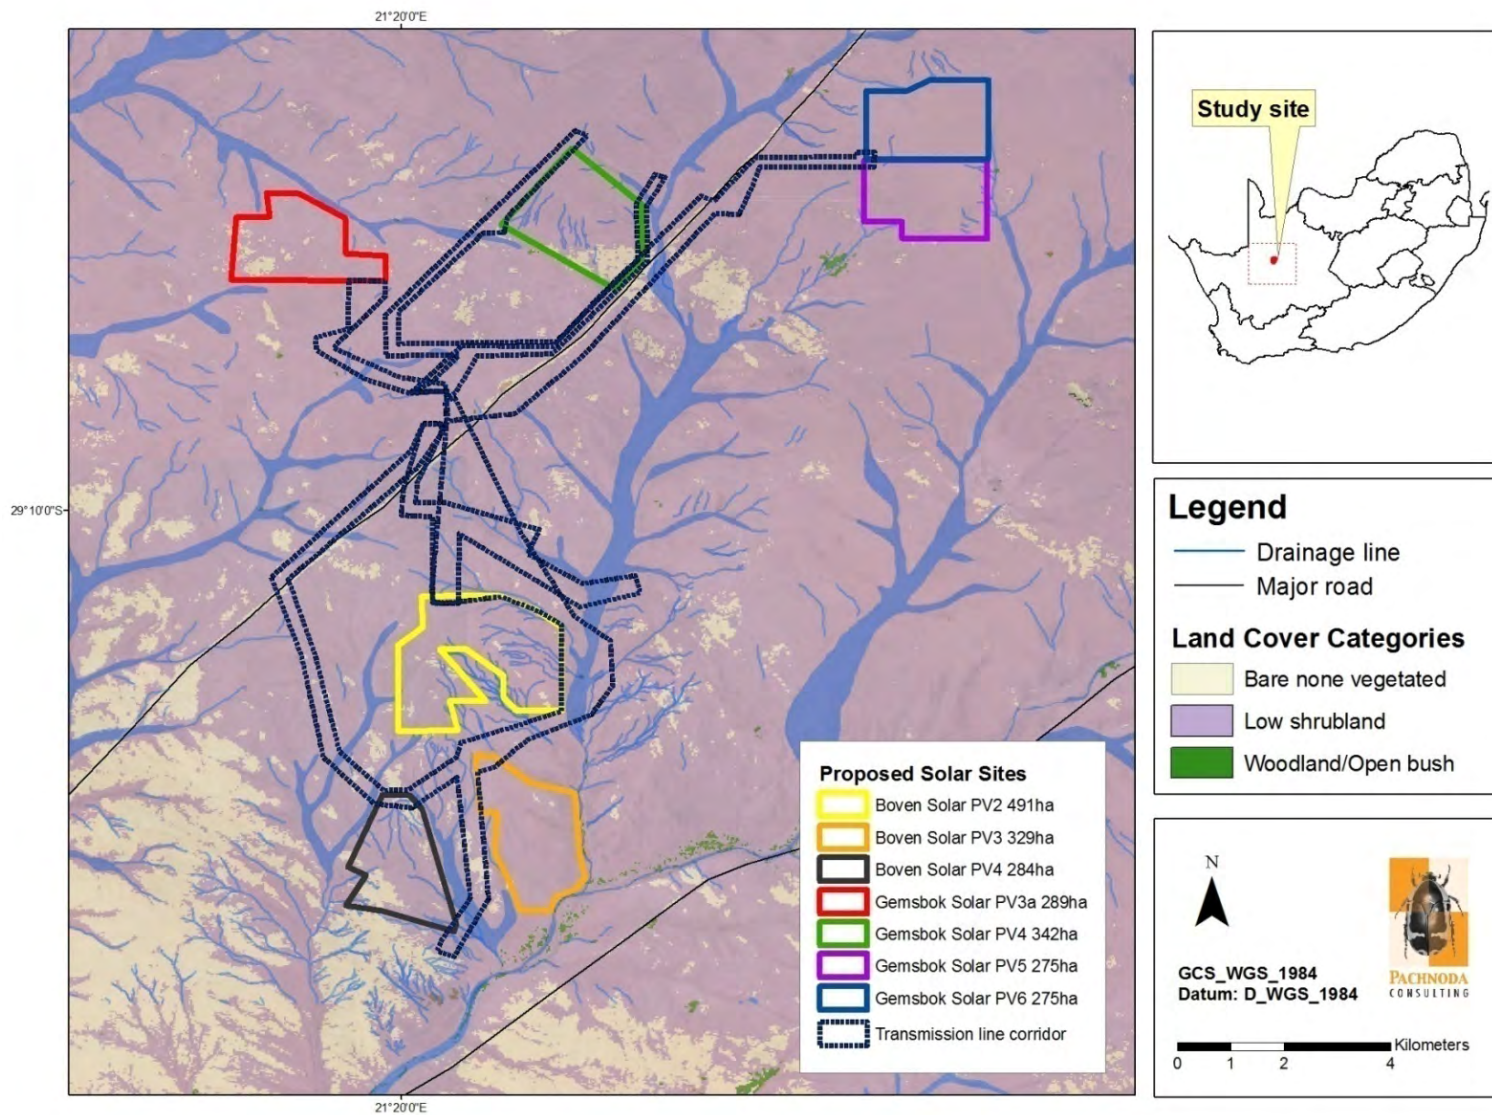 21°20'0"E
29°10'0"S
Study site
Legend
Drainage line
Major road
Land Cover Categories
Bare none vegetated
Low shrubland
Woodland/Open bush
Proposed Solar Sites
Boven Solar PV2 491ha
Boven Solar PV3 329ha
Boven Solar PV4 284ha
Gemsbok Solar PV3a 289ha
Gemsbok Solar PV4 342ha
Gemsbok Solar PV5 275ha
Gemsbok Solar PV6 275ha
Transmission line corridor
N
GCS_WGS_1984
Datum: D_WGS_1984
PACHNODA
CONSULTING
Kilometers
0 1 2 4
21°20'0"E